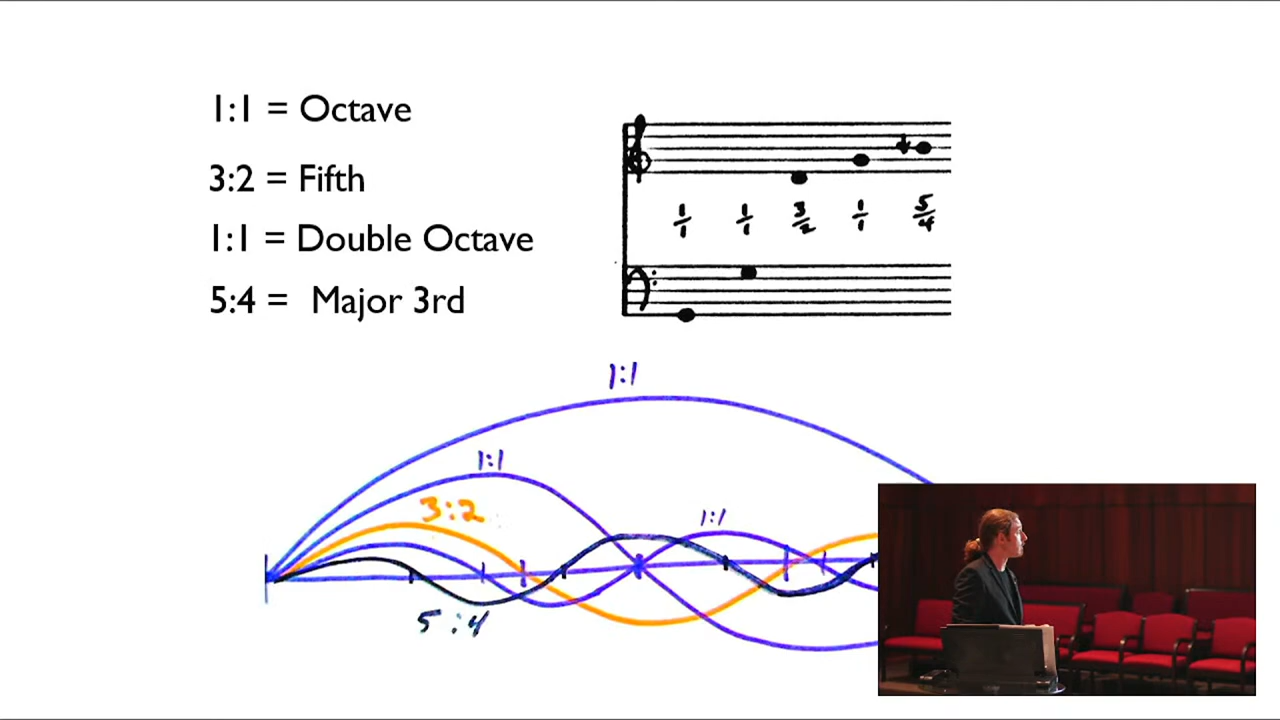 1:1 = Octave
3:2 = Fifth
1:1 = Double Octave
5:4 = Major 3rd
1/1 1/1 3/2 1/1 5/4
1:1
1:1
3:2
1:1
5:4